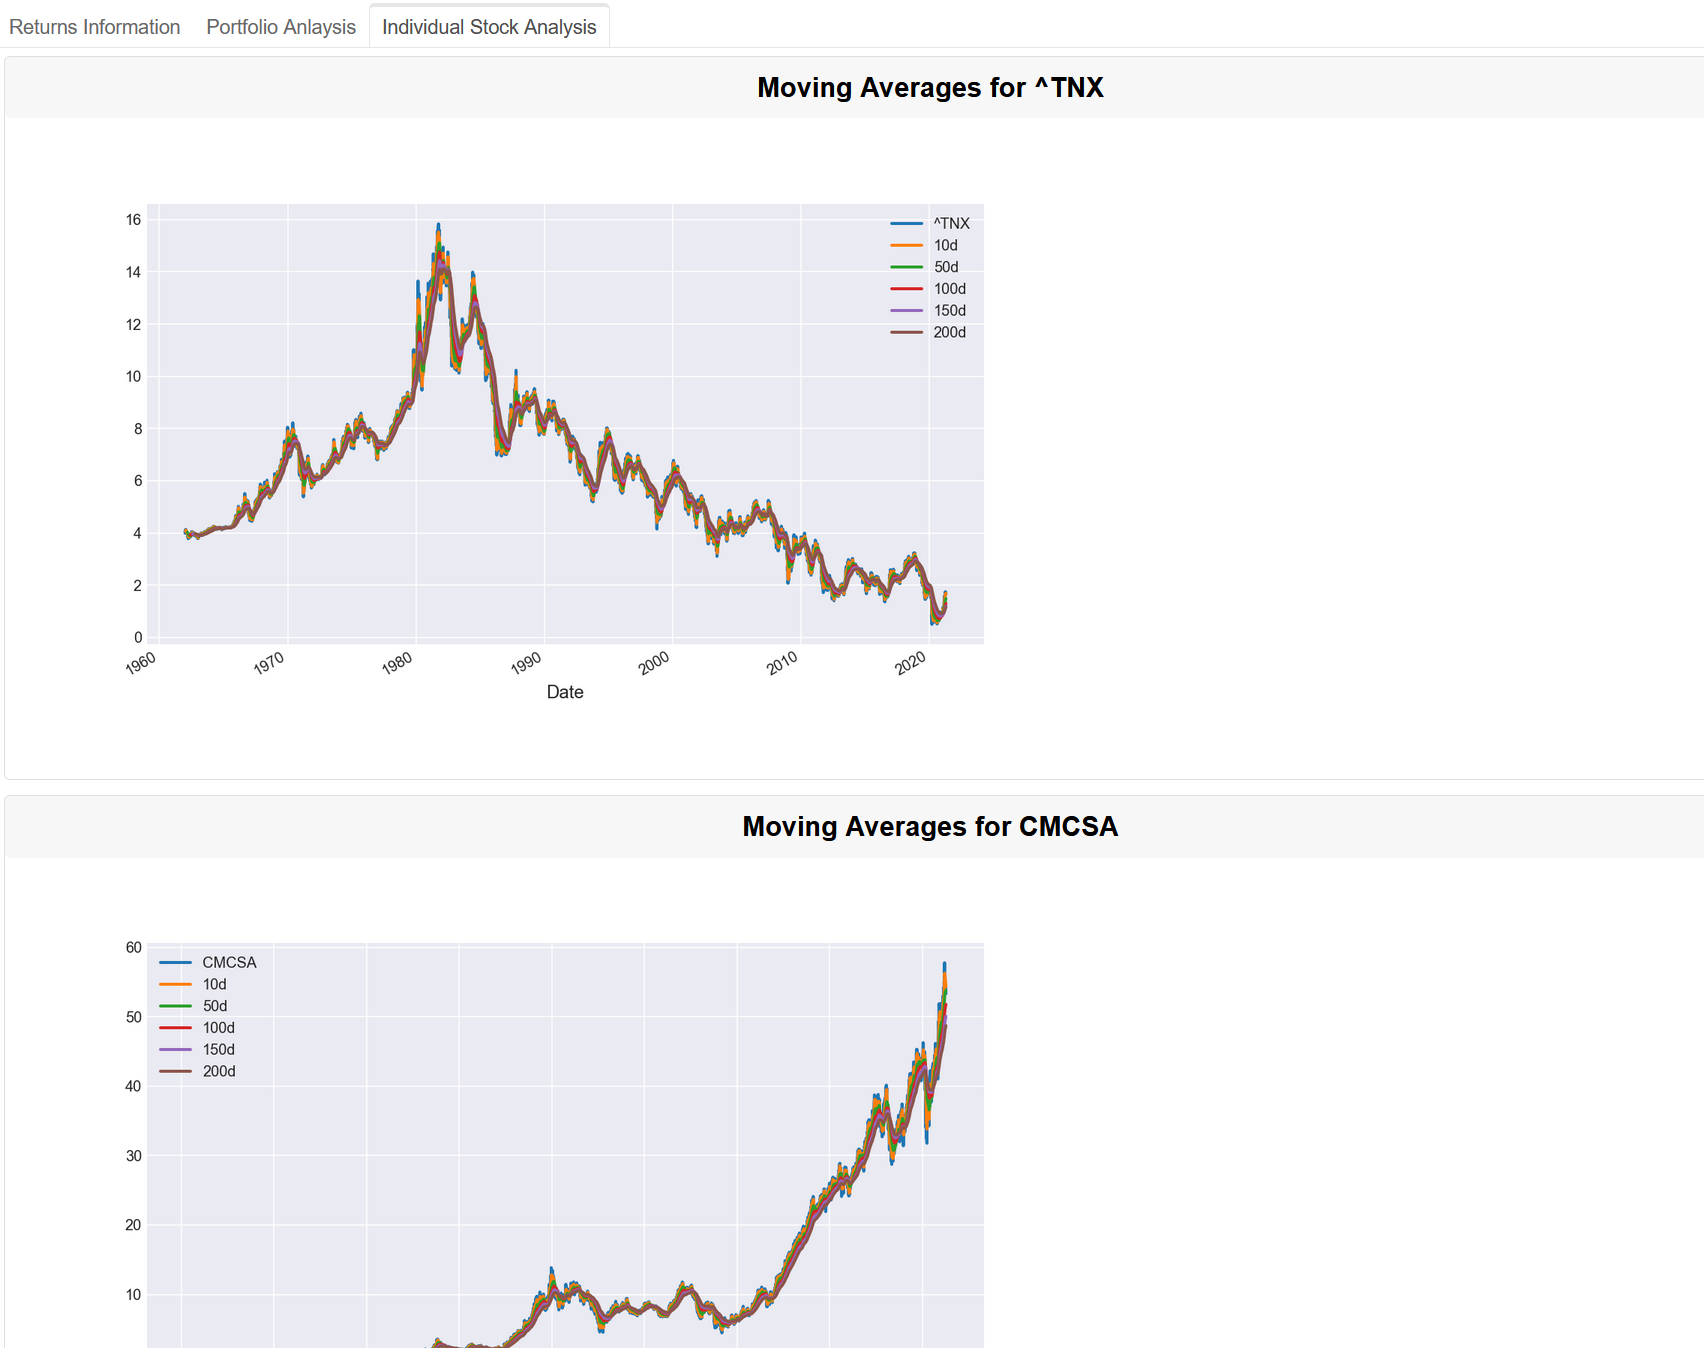 Returns Information Portfolio Anlaysis Individual Stock Analysis
Moving Averages for ^TNX
16
14
12
10
8
6
4
2
0
^TNX
10d
50d
100d
150d
200d
1960 1970 1980 1990 2000 2010 2020
Date
Moving Averages for CMCSA
60
50
40
30
20
10
CMCSA
10d
50d
100d
150d
200d